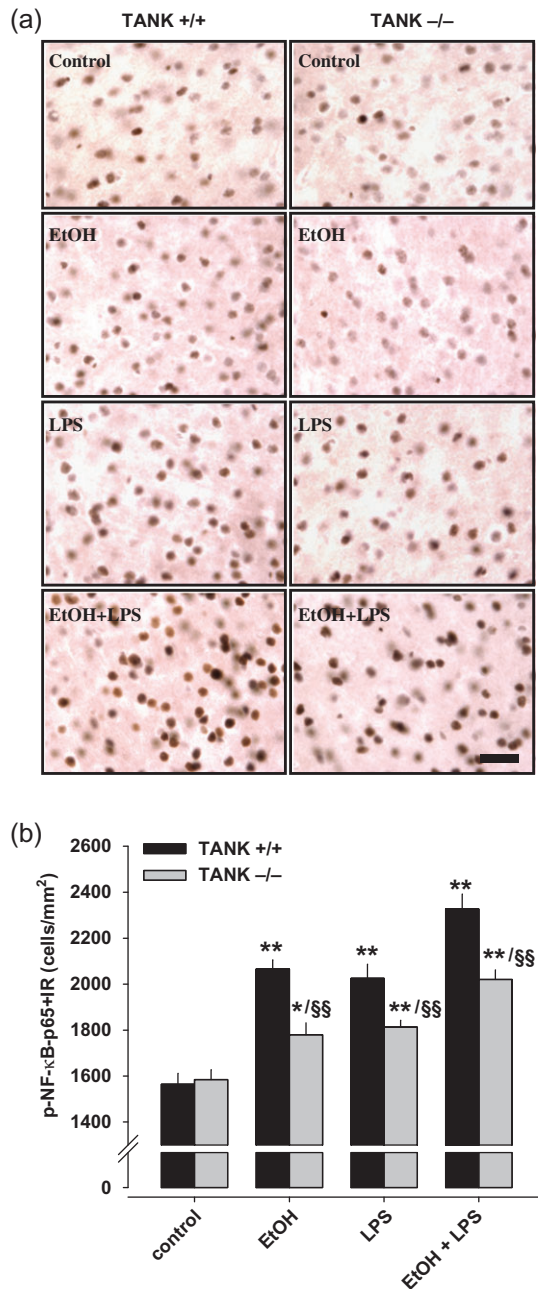 (a)
TANK +/+ TANK –/–
Control Control
EtOH EtOH
LPS LPS
EtOH+LPS EtOH+LPS
(b)
p-NF-κB-p65+IR (cells/mm²)
2600
2400
2200
2000
1800
1600
1400
0
TANK +/+
TANK –/–
** */§§ ** **/§§ ** **/§§
control EtOH LPS EtOH + LPS